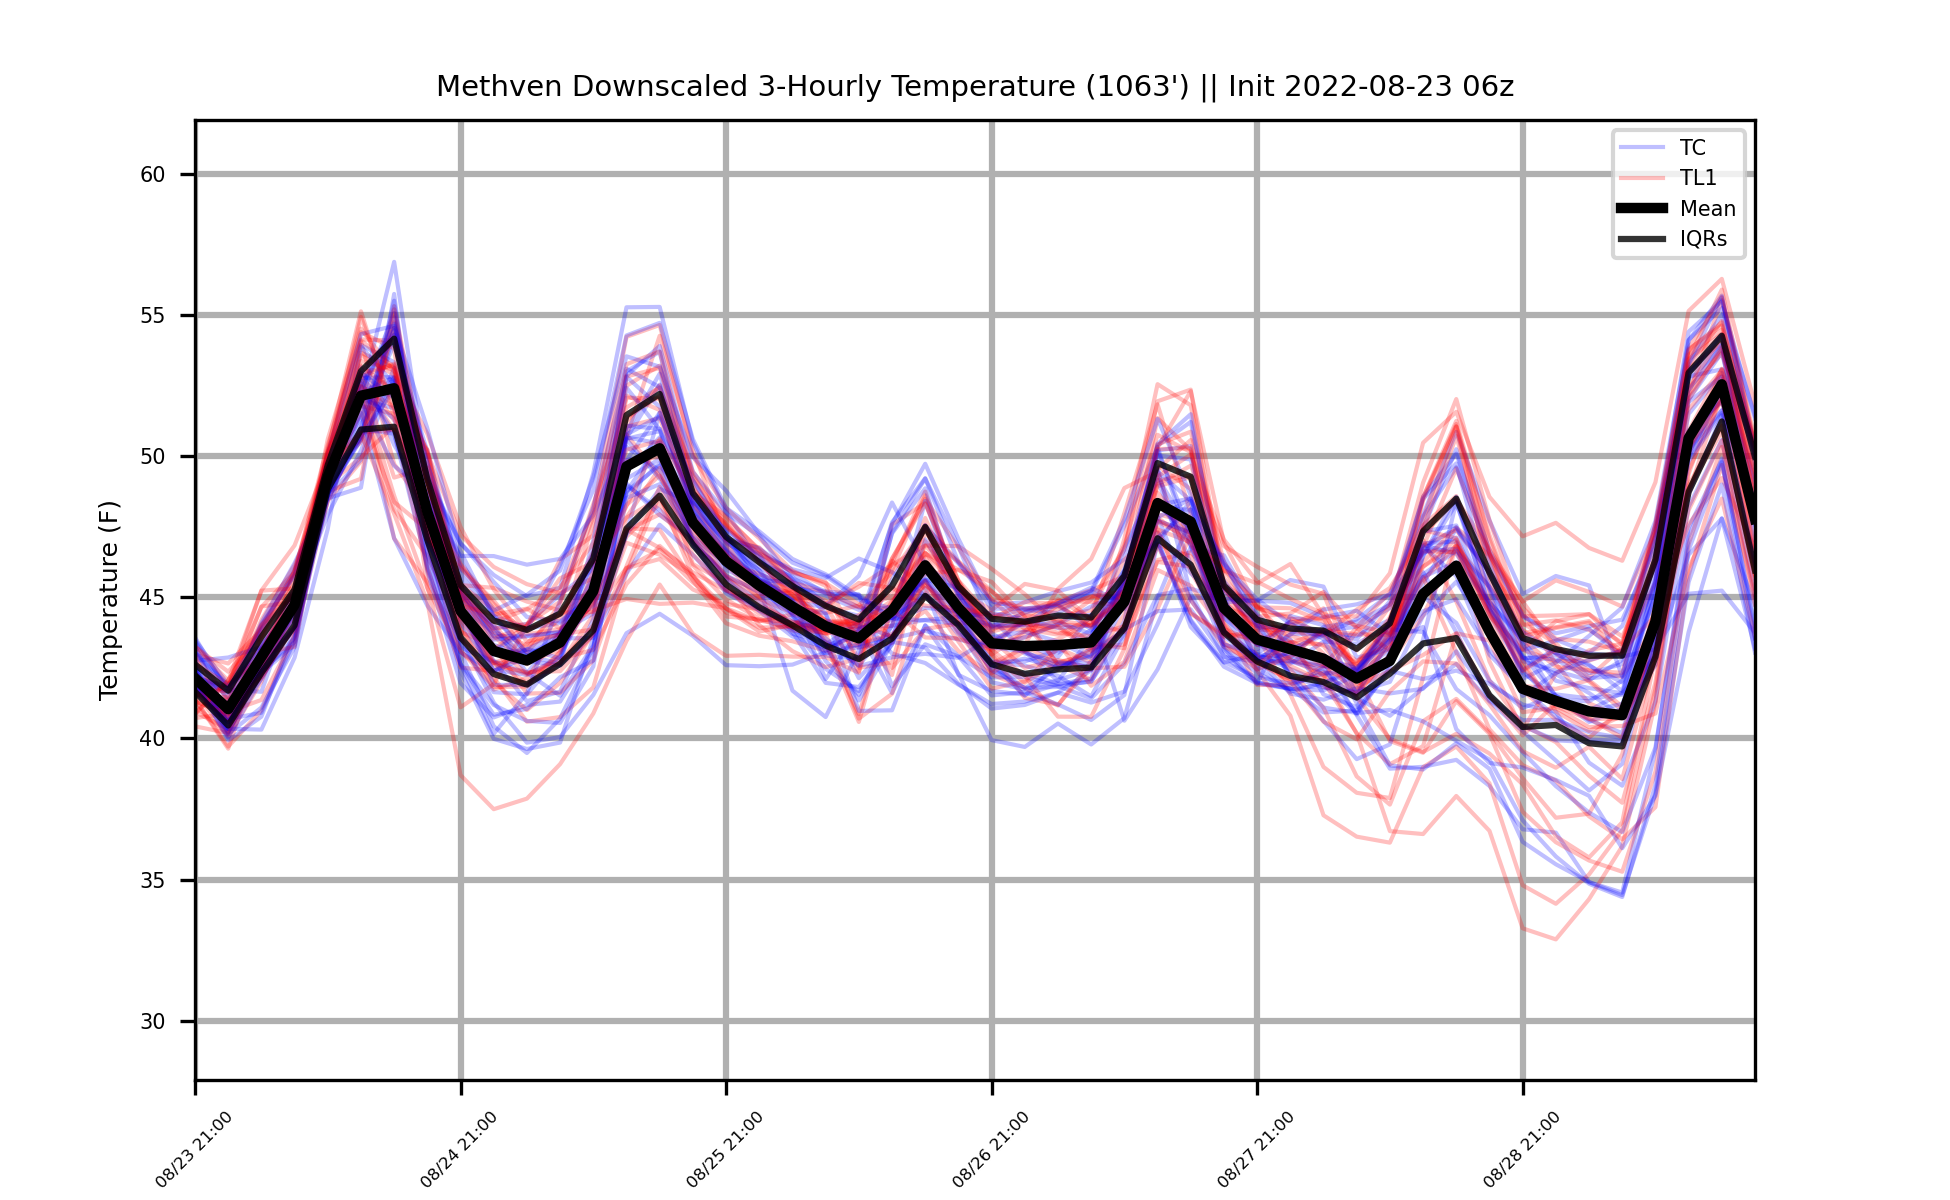 Methven Downscaled 3-Hourly Temperature (1063') || Init 2022-08-23 06z
TC
TL1
Mean
IQRs
Temperature (F)
60
55
50
45
40
35
30
08/23 21:00
08/24 21:00
08/25 21:00
08/26 21:00
08/27 21:00
08/28 21:00